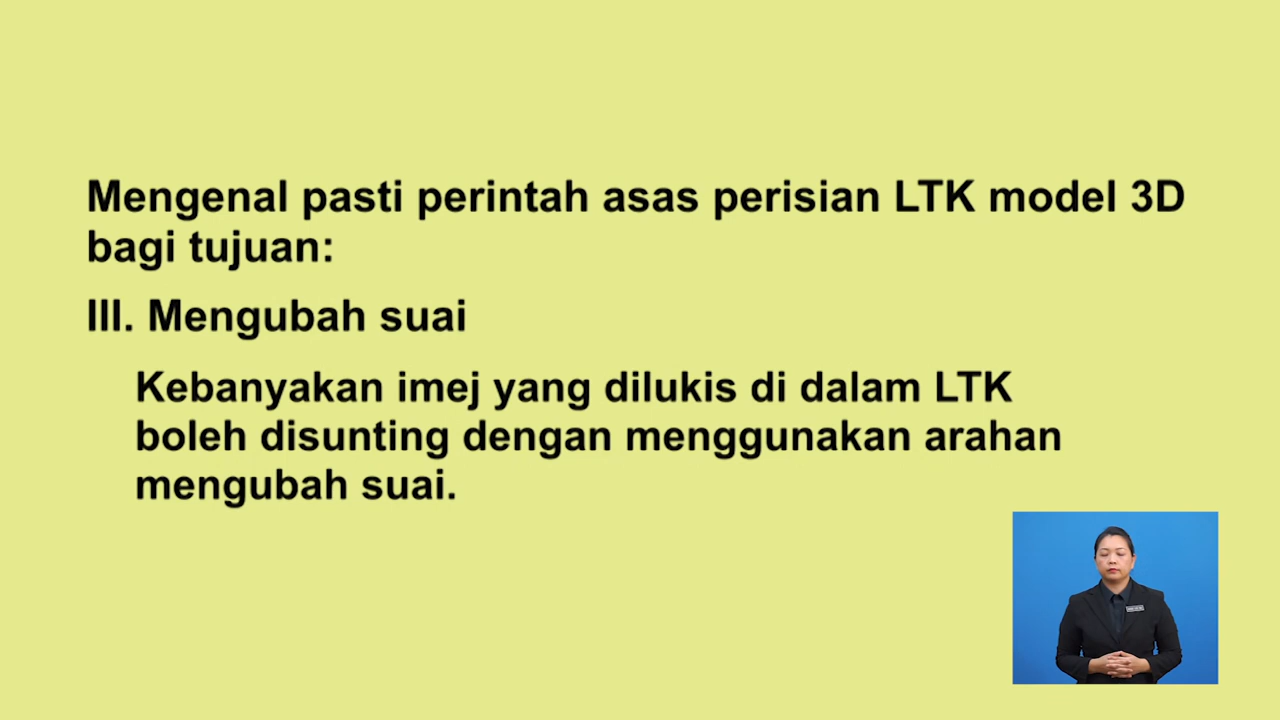 Mengenal pasti perintah asas perisian LTK model 3D
bagi tujuan:
III. Mengubah suai
Kebanyakan imej yang dilukis di dalam LTK
boleh disunting dengan menggunakan arahan
mengubah suai.